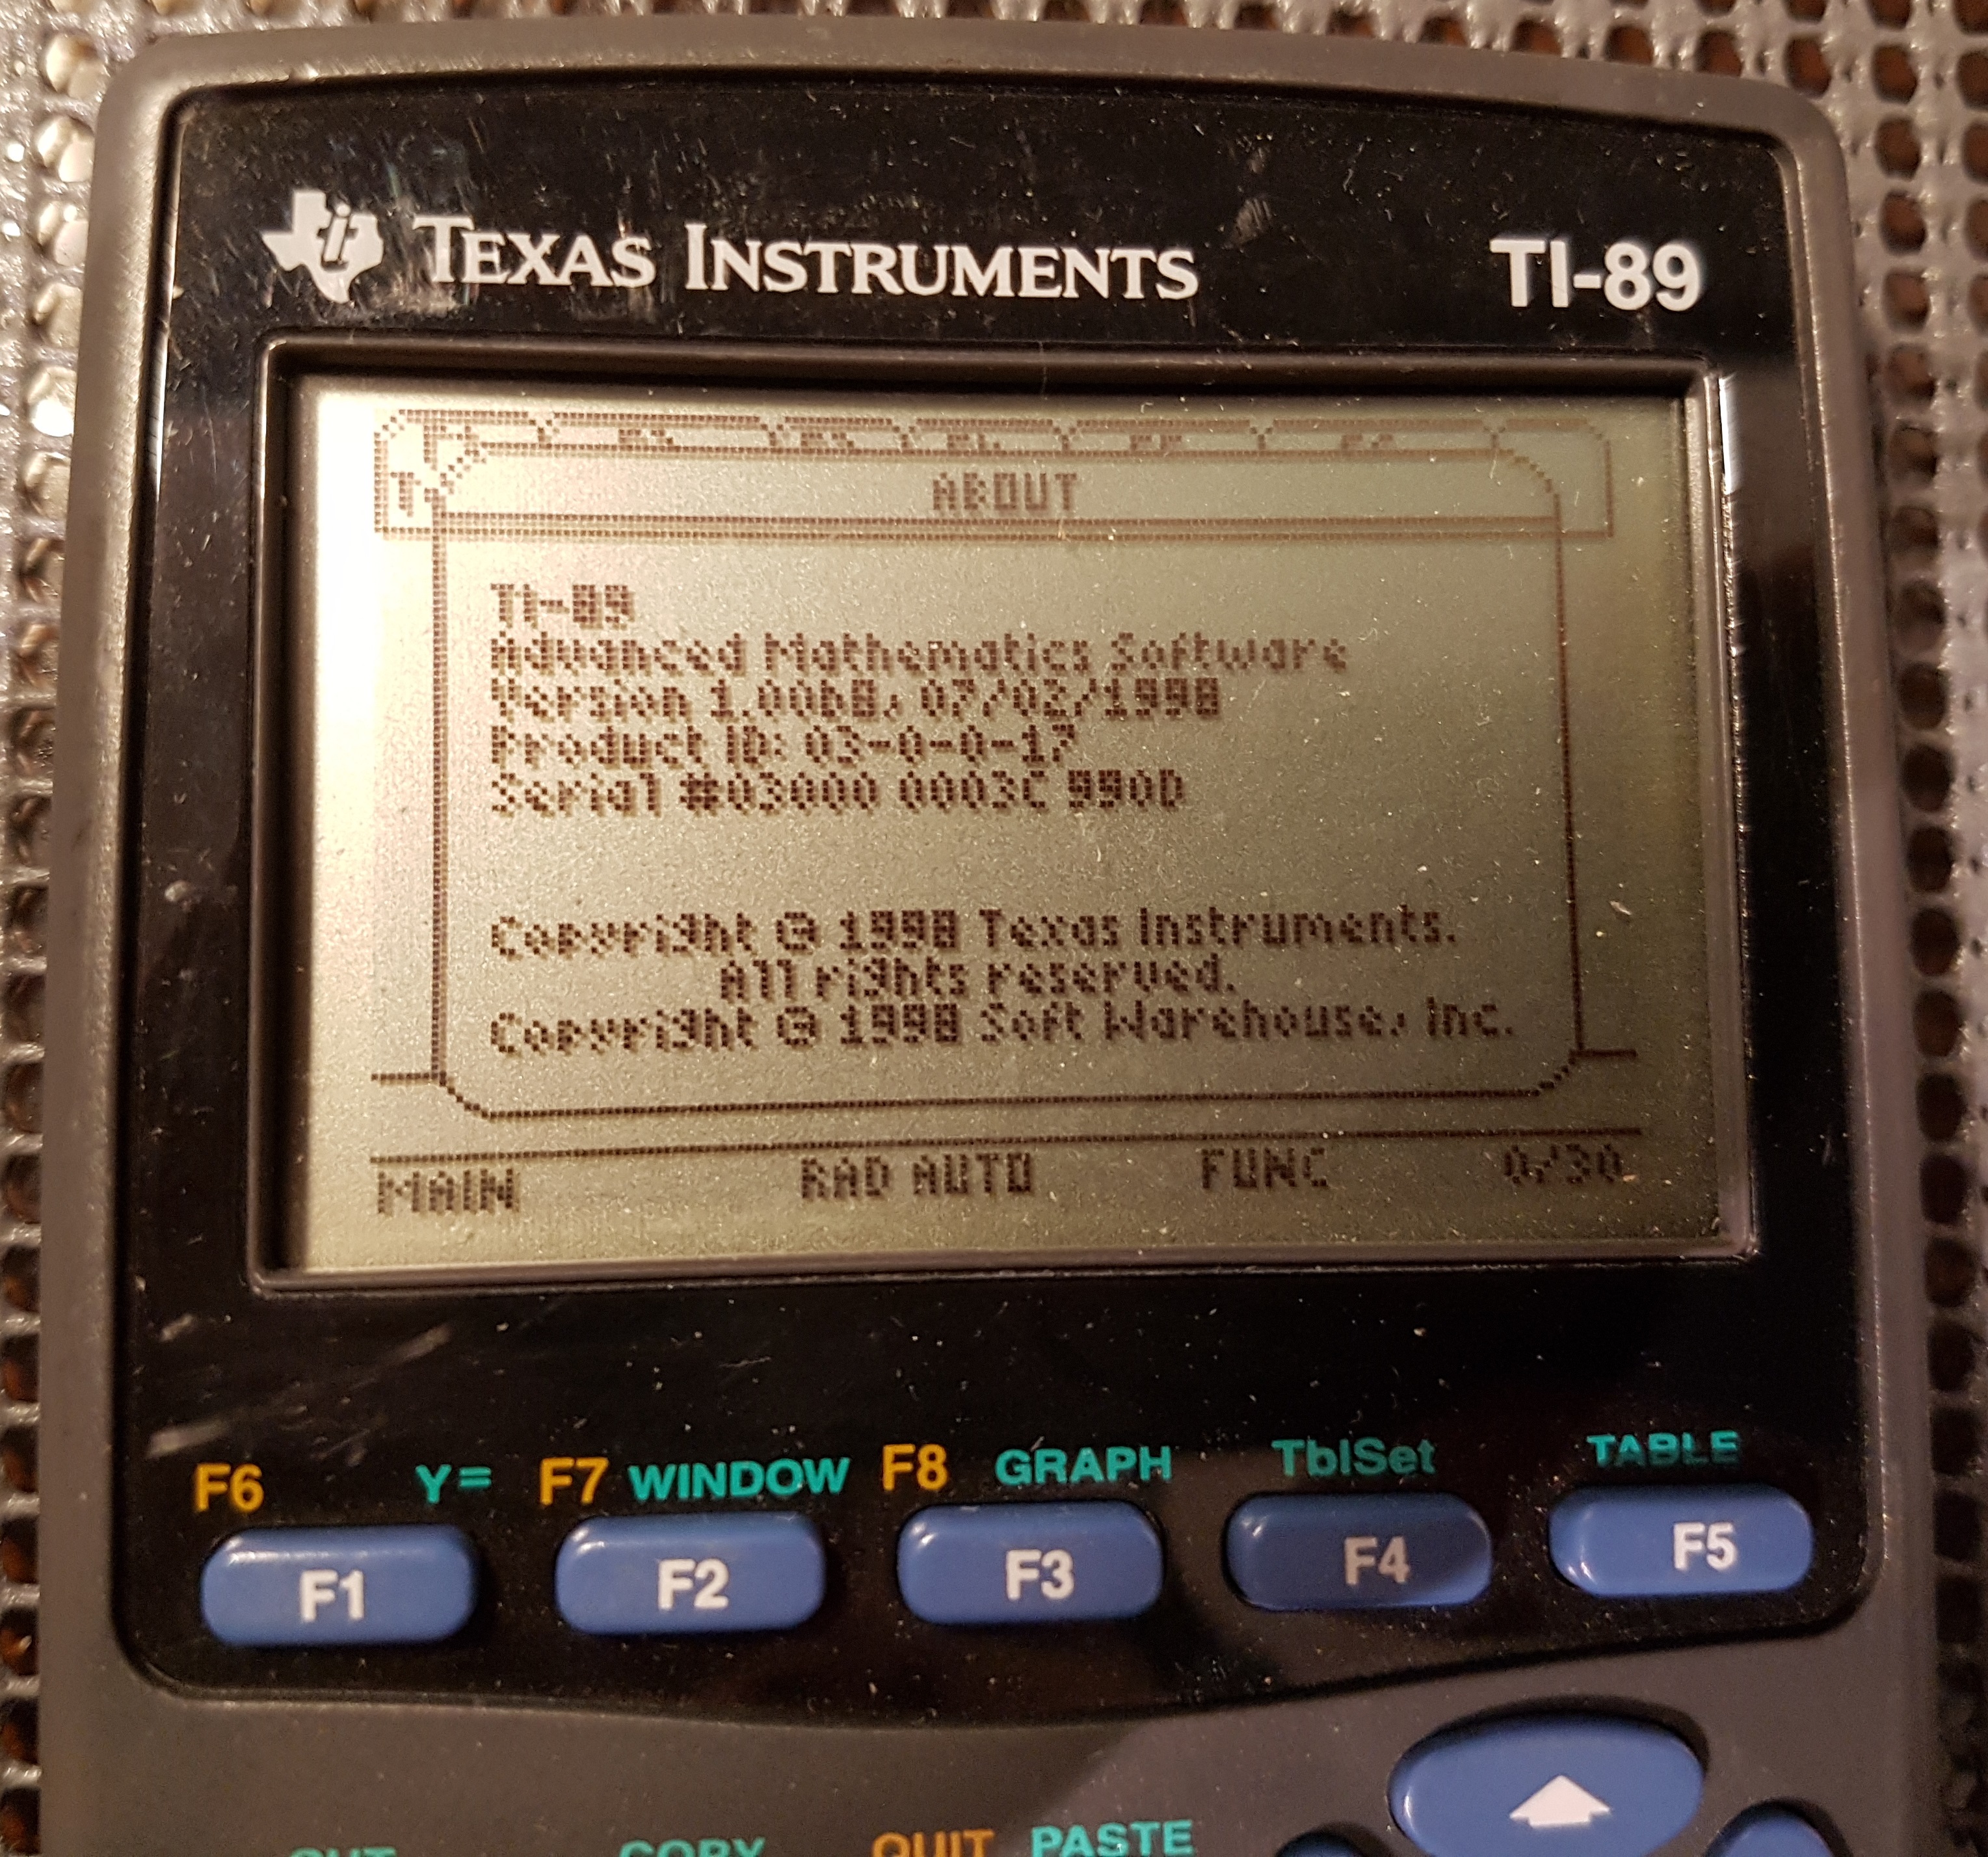 TEXAS INSTRUMENTS TI-89
ABOUT
TI-89
Advanced Mathematics Software
Version 1.00b8, 07/02/1998
Product ID: 03-0-0-17
Serial #03000 0003C 990D
Copyright © 1998 Texas Instruments.
All rights reserved.
Copyright © 1998 Soft Warehouse, Inc.
MAIN RAD AUTO FUNC 0/30
F6 Y= F7 WINDOW F8 GRAPH TblSet TABLE
F1 F2 F3 F4 F5
CUT COPY QUIT PASTE